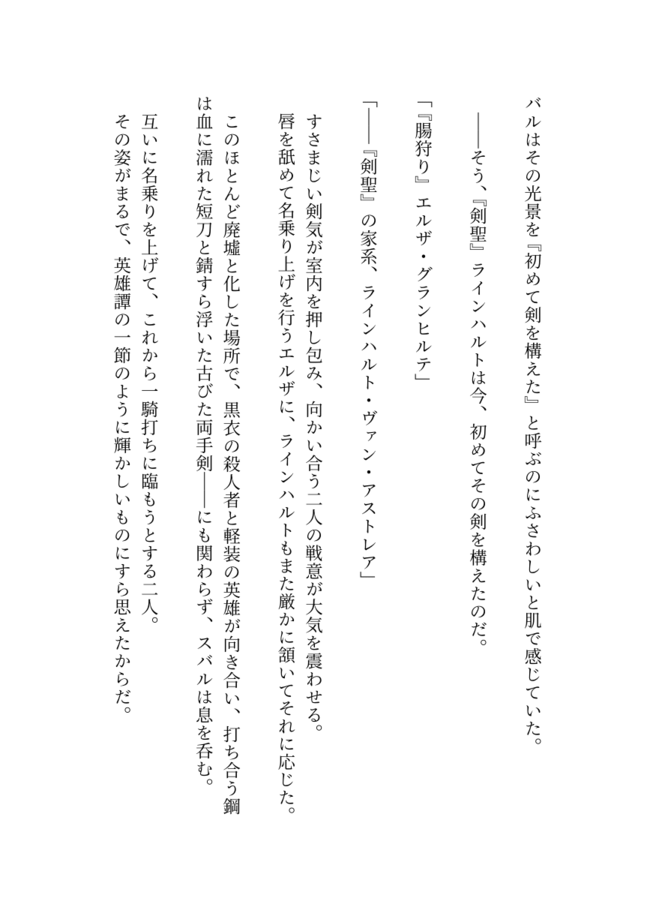 バルはその光景を『初めて剣を構えた』と呼ぶのにふさわしいと肌で感じていた。
――そう、『剣聖』ラインハルトは今、初めてその剣を構えたのだ。
「『腸狩り』エルザ・グランヒルテ」
「――『剣聖』の家系、ラインハルト・ヴァン・アストレア」
すさまじい剣気が室内を押し包み、向かい合う二人の戦意が大気を震わせる。
唇を舐めて名乗り上げを行うエルザに、ラインハルトもまた厳かに頷いてそれに応じた。
このほとんど廃墟と化した場所で、黒衣の殺人者と軽装の英雄が向き合い、打ち合う鋼
は血に濡れた短刀と錆すら浮いた古びた両手剣――にも関わらず、スバルは息を呑む。
互いに名乗りを上げて、これから一騎打ちに臨もうとする二人。
その姿がまるで、英雄譚の一節のように輝かしいものにすら思えたからだ。